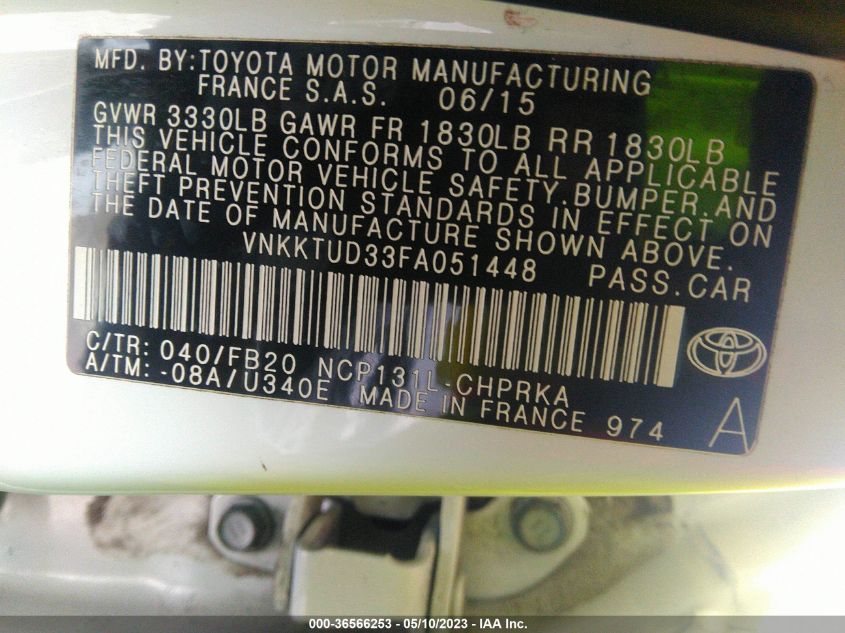 MFD. BY: TOYOTA MOTOR MANUFACTURING
FRANCE S.A.S. 06/15
GVWR 3330LB GAWR FR 1830LB RR 1830LB
THIS VEHICLE CONFORMS TO ALL APPLICABLE
FEDERAL MOTOR VEHICLE SAFETY, BUMPER, AND
THEFT PREVENTION STANDARDS IN EFFECT ON
THE DATE OF MANUFACTURE SHOWN ABOVE.
VNKKTUD33FA051448 PASS.CAR
C/TR: 040/FB20 NCP131L-CHPRKA
A/TM: -08A/U340E MADE IN FRANCE 974 A
000-36566253 - 05/10/2023 - IAA Inc.